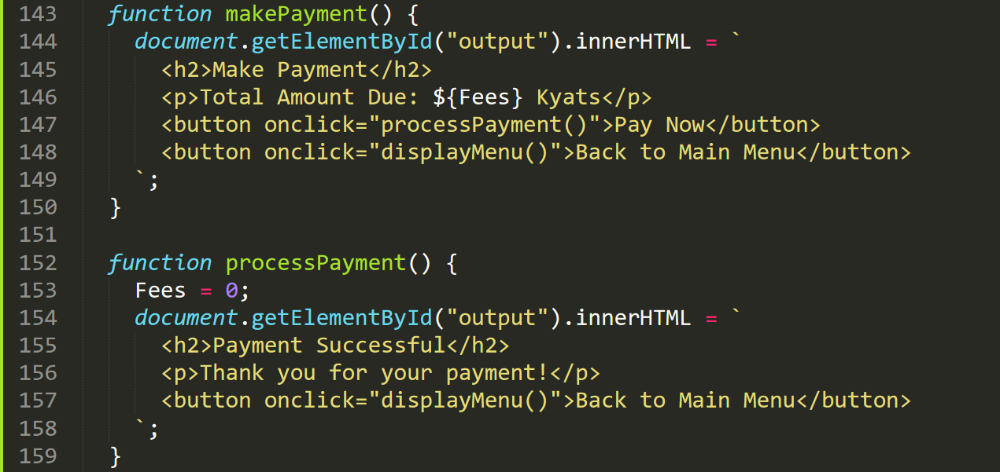 143 function makePayment() {
144 document.getElementById("output").innerHTML = `
145 <h2>Make Payment</h2>
146 <p>Total Amount Due: ${Fees} Kyats</p>
147 <button onclick="processPayment()">Pay Now</button>
148 <button onclick="displayMenu()">Back to Main Menu</button>
149 `;
150 }
151
152 function processPayment() {
153 Fees = 0;
154 document.getElementById("output").innerHTML = `
155 <h2>Payment Successful</h2>
156 <p>Thank you for your payment!</p>
157 <button onclick="displayMenu()">Back to Main Menu</button>
158 `;
159 }